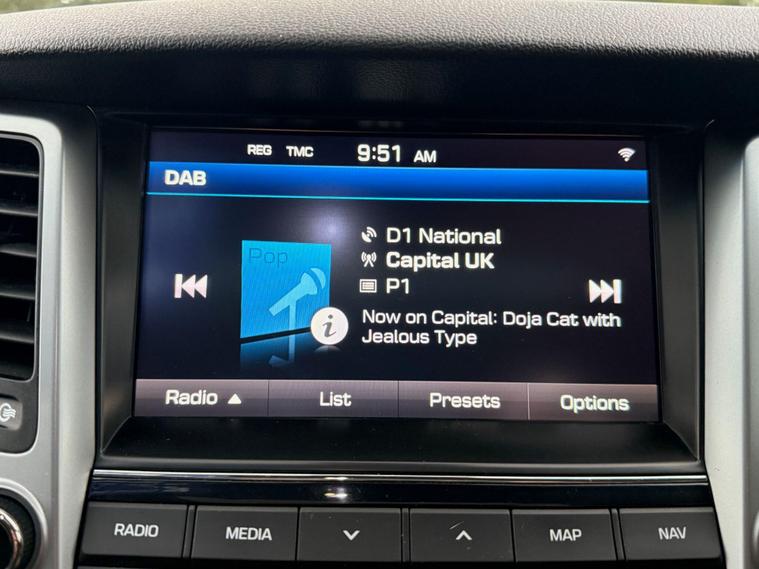 REG TMC 9:51 AM
DAB
Pop
D1 National
Capital UK
P1
i
Now on Capital: Doja Cat with
Jealous Type
Radio List Presets Options
RADIO MEDIA MAP NAV